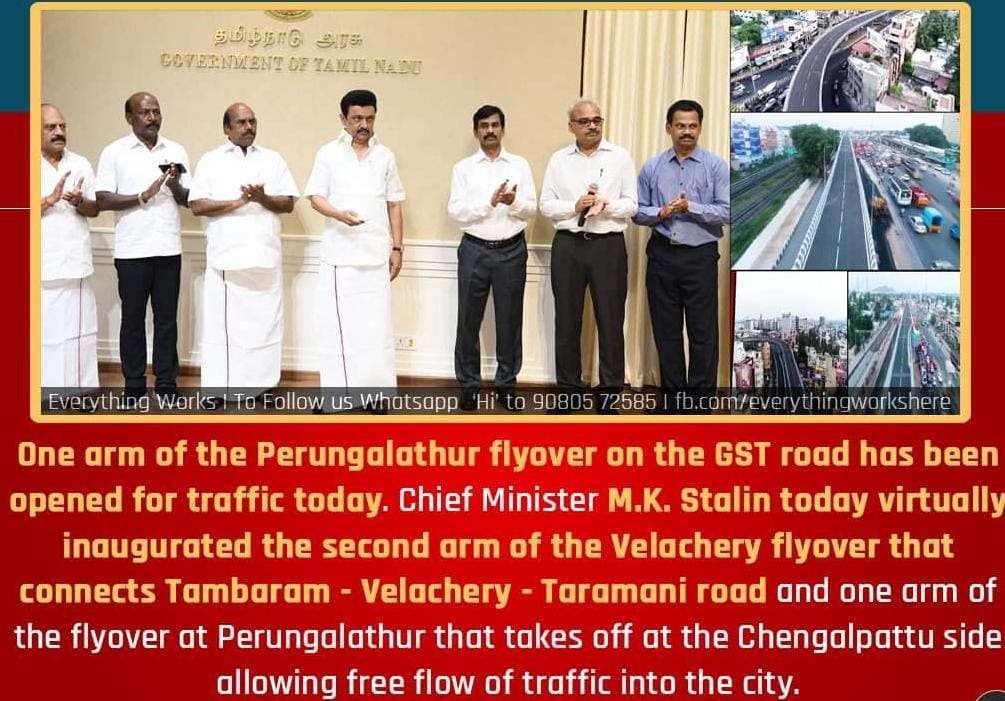 தமிழ்நாடு அரசு
GOVERNMENT OF TAMIL NADU
Everything Works | To Follow us Whatsapp 'Hi' to 90805 72585 | fb.com/everythingworkshere
One arm of the Perungalathur flyover on the GST road has been
opened for traffic today. Chief Minister M.K. Stalin today virtually
inaugurated the second arm of the Velachery flyover that
connects Tambaram - Velachery - Taramani road and one arm of
the flyover at Perungalathur that takes off at the Chengalpattu side
allowing free flow of traffic into the city.